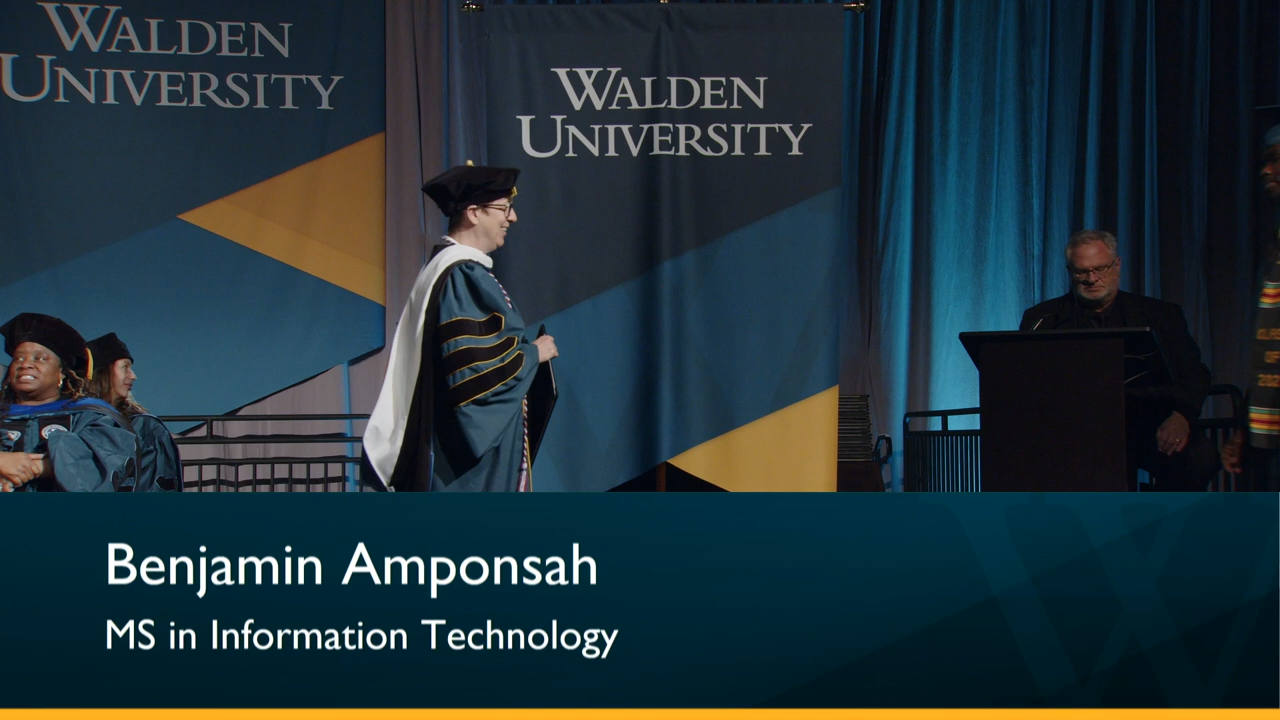 WALDEN
UNIVERSITY
WALDEN
UNIVERSITY
Benjamin Amponsah
MS in Information Technology